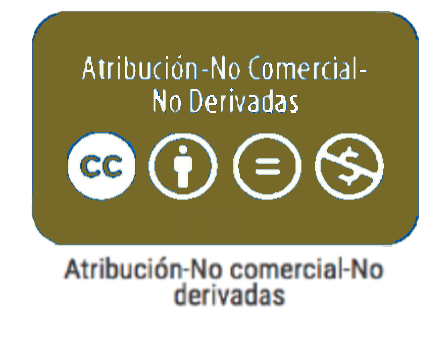 Atribución-No Comercial-
No Derivadas
cc
Atribución-No comercial-No
derivadas